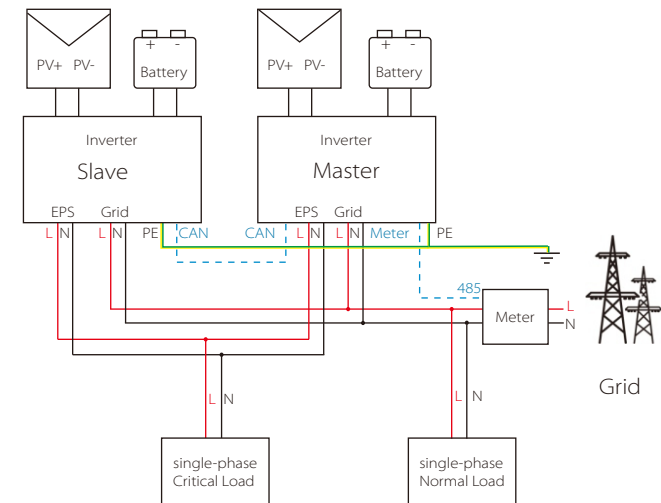 + -
+ -
PV+ PV-
Battery
PV+ PV-
Battery
Inverter
Slave
Inverter
Master
EPS Grid
EPS Grid
L N L N PE CAN
CAN L N L N Meter PE
485
Meter
L
N
Grid
L N
L N
single-phase
Critical Load
single-phase
Normal Load